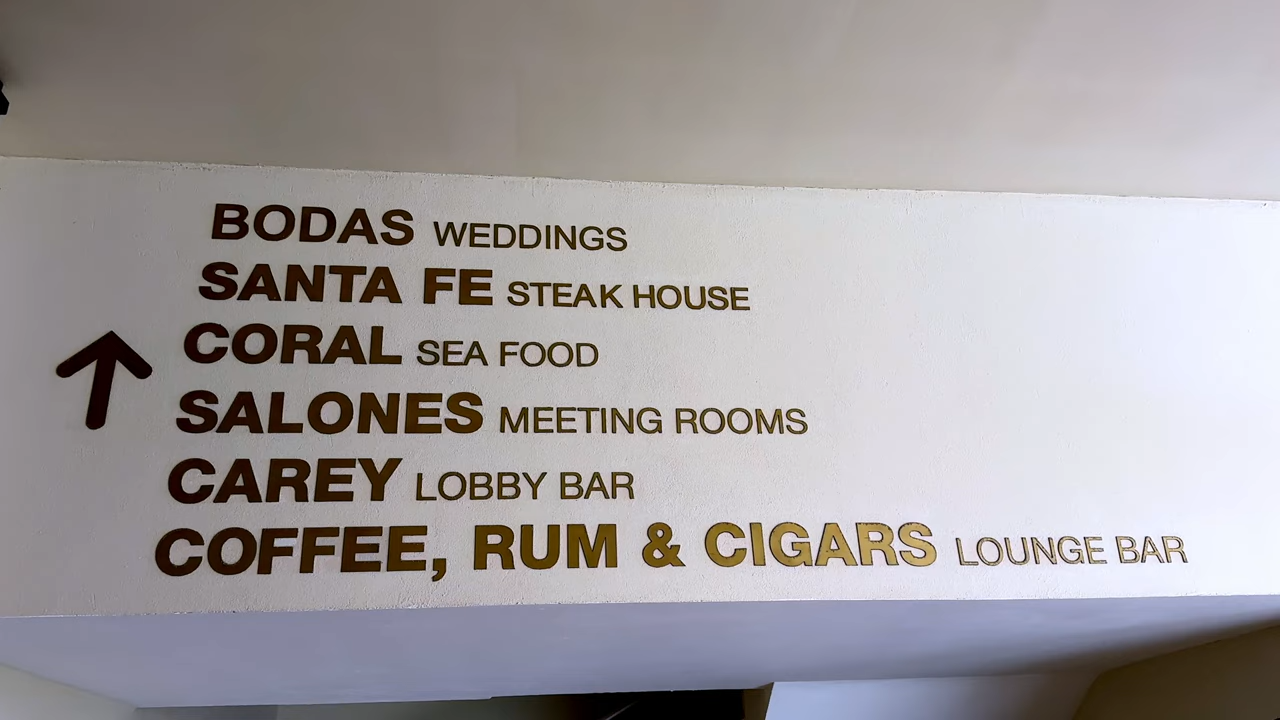 BODAS WEDDINGS
SANTA FE STEAK HOUSE
CORAL SEA FOOD
SALONES MEETING ROOMS
CAREY LOBBY BAR
COFFEE, RUM & CIGARS LOUNGE BAR